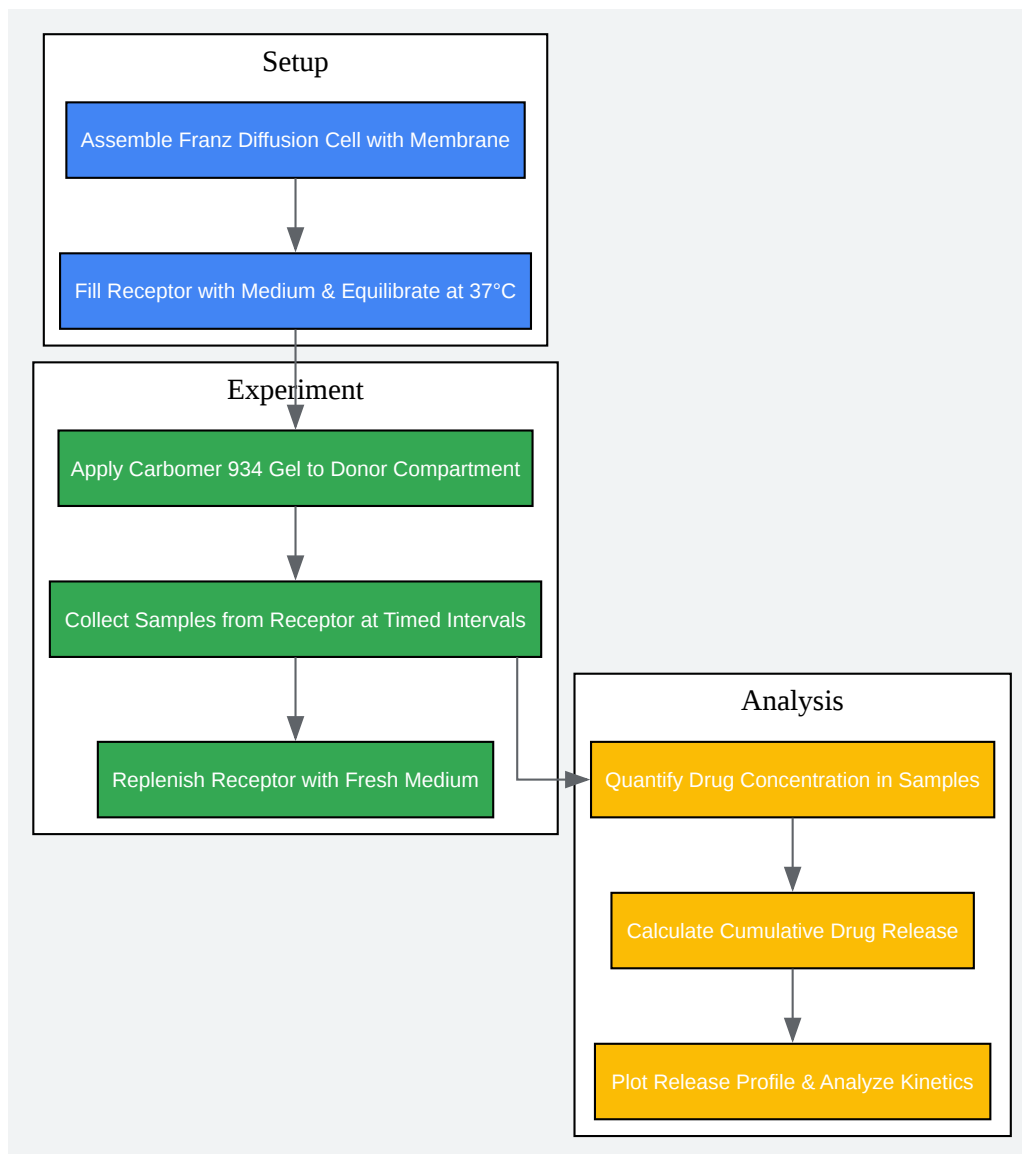 Setup
Assemble Franz Diffusion Cell with Membrane
Fill Receptor with Medium & Equilibrate at 37°C
Experiment
Apply Carbomer 934 Gel to Donor Compartment
Collect Samples from Receptor at Timed Intervals
Replenish Receptor with Fresh Medium
Analysis
Quantify Drug Concentration in Samples
Calculate Cumulative Drug Release
Plot Release Profile & Analyze Kinetics